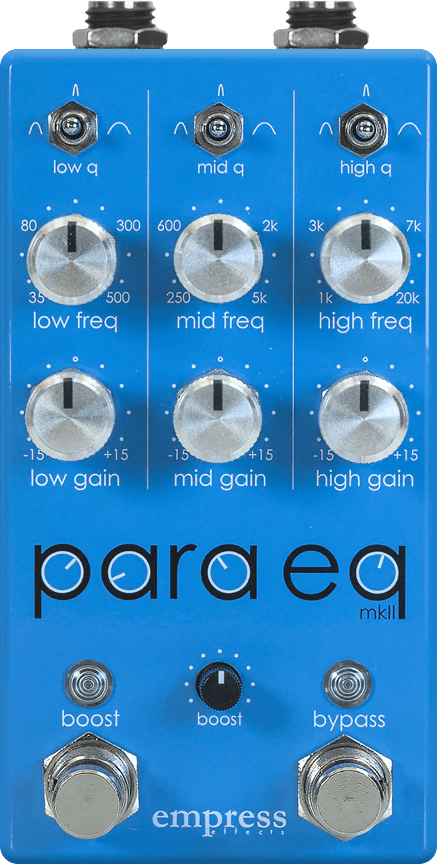 low q mid q high q
80 300 600 2k 3k 7k
35 500 250 5k 1k 20k
low freq mid freq high freq
o o o
-15 +15 -15 +15 -15 +15
low gain mid gain high gain
para eq
mkII
boost boost bypass
empress
effects